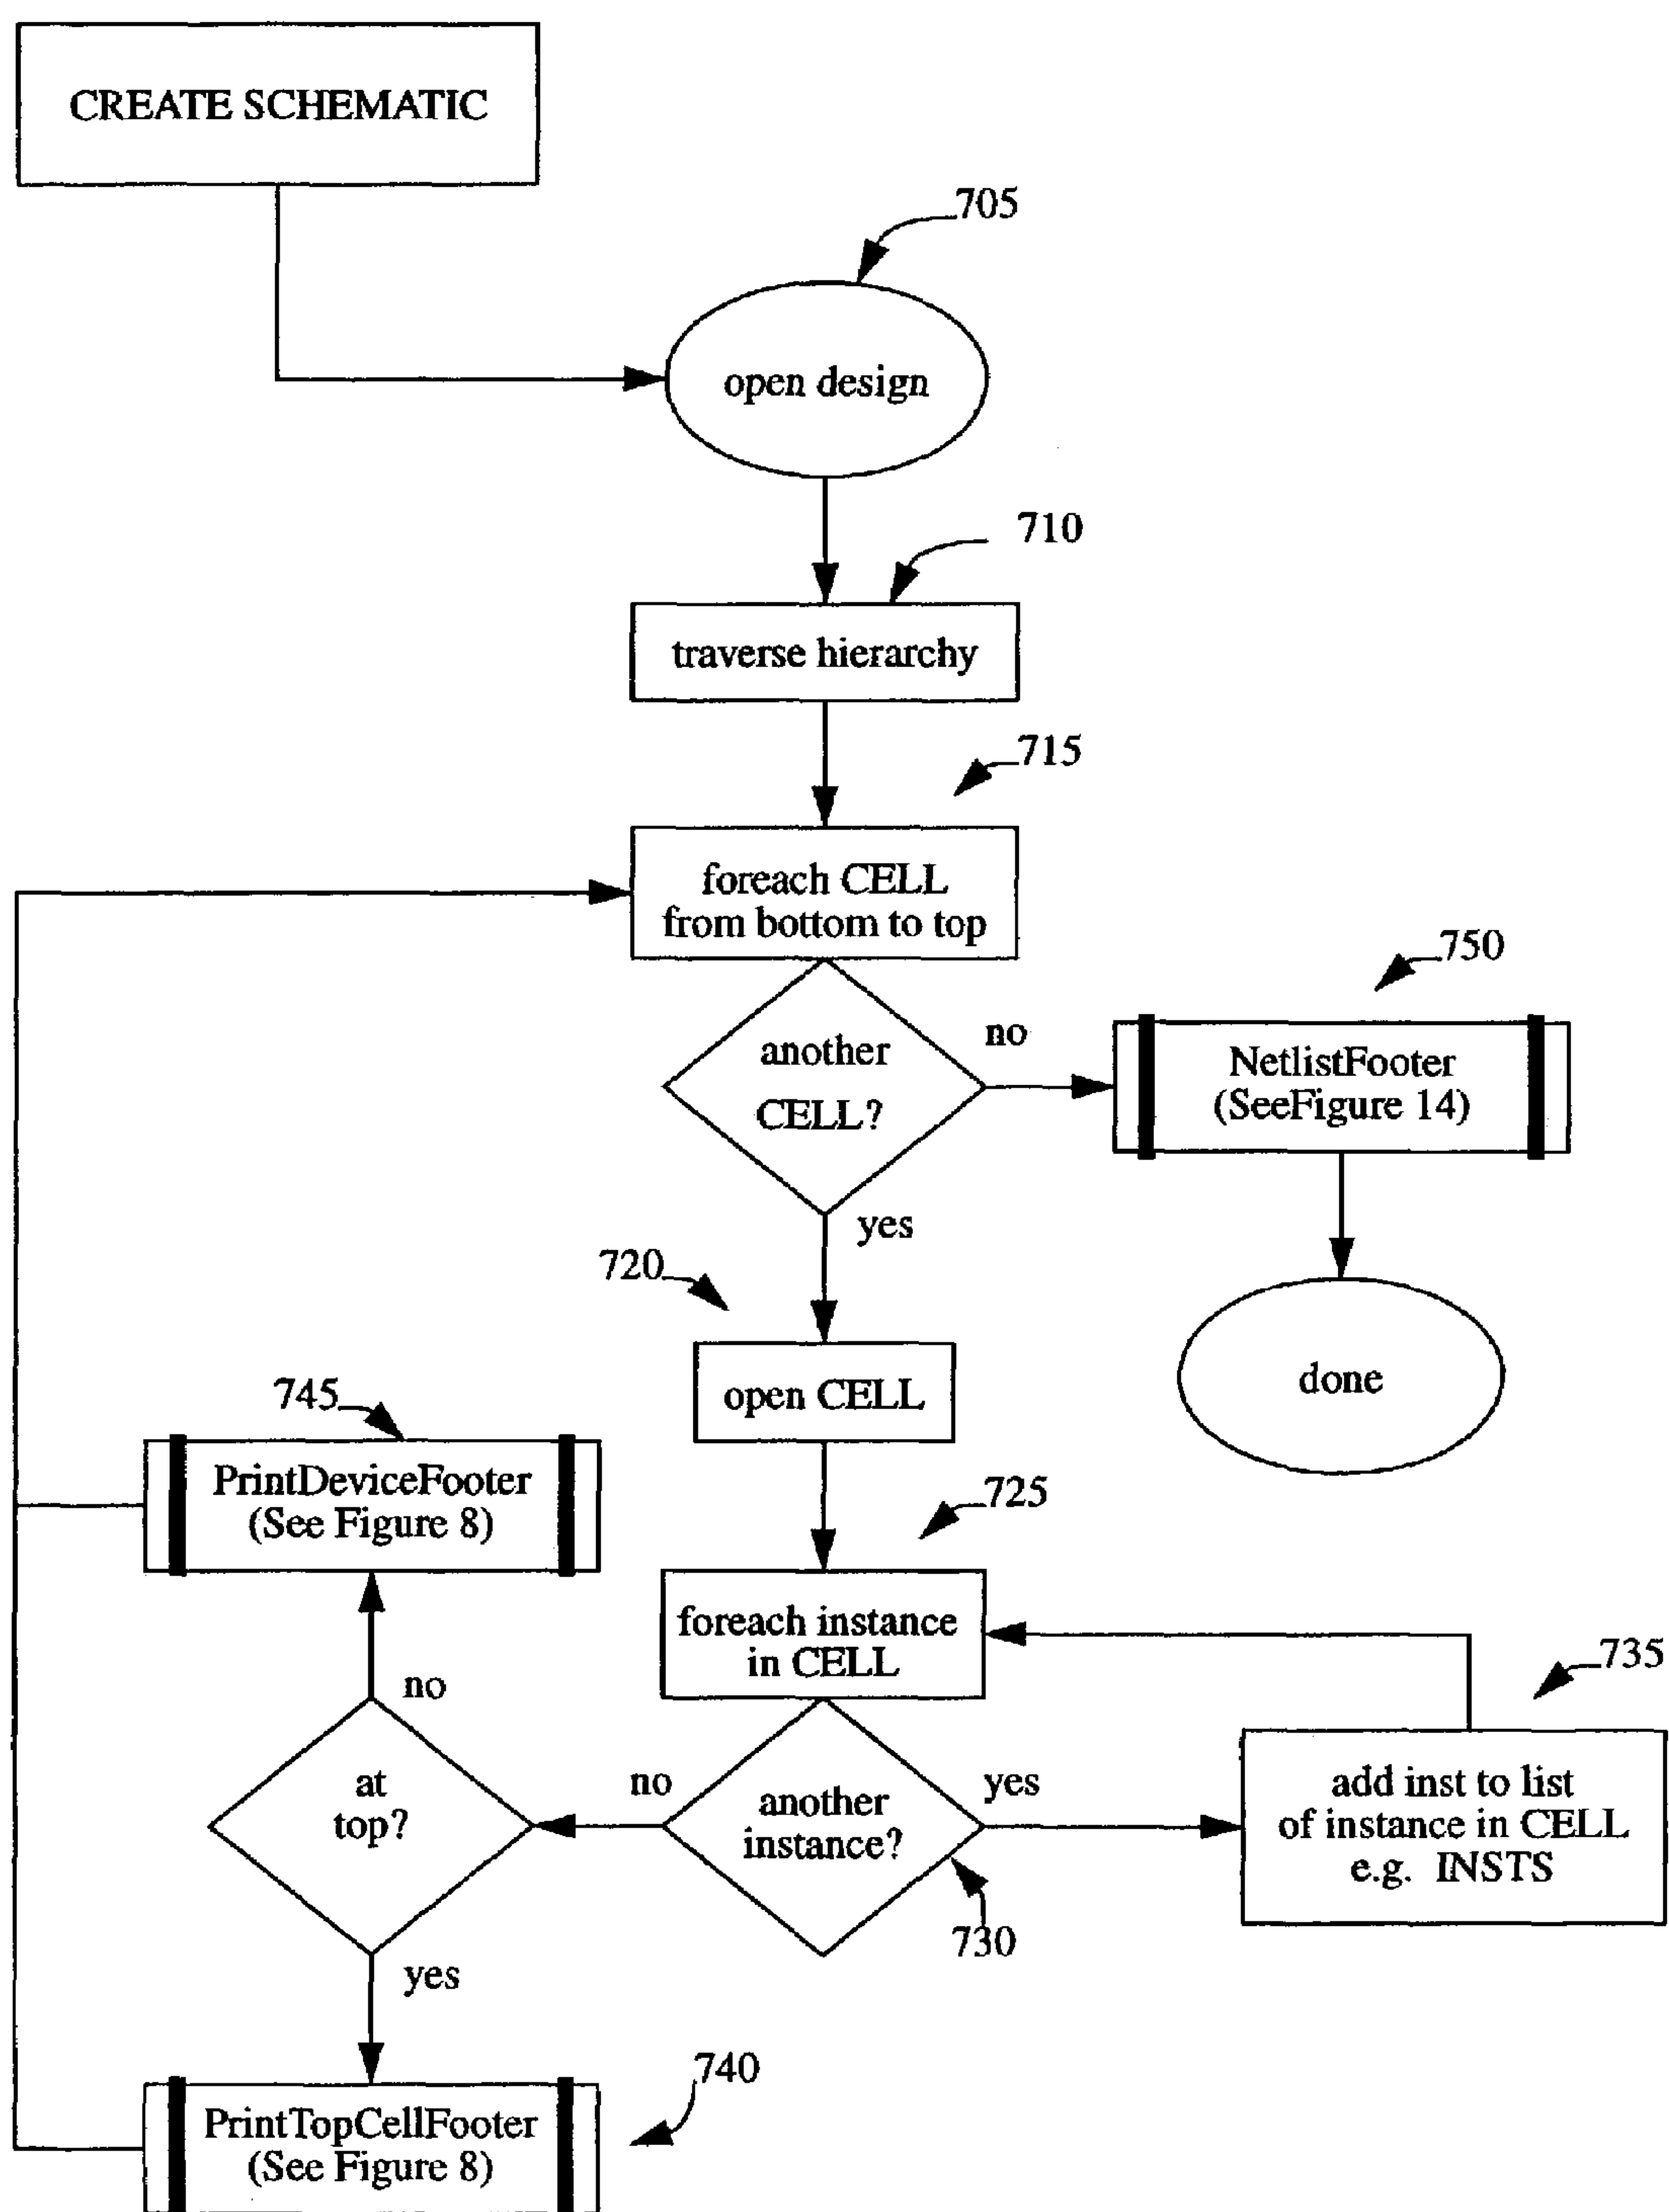 CREATE SCHEMATIC
705
open design
710
traverse hierarchy
715
foreach CELL
from bottom to top
750
another
CELL?
no
NetlistFooter
(SeeFigure 14)
yes
720
open CELL
done
745
PrintDeviceFooter
(See Figure 8)
725
foreach instance
in CELL
735
no
at
top?
no
another
instance?
yes
add inst to list
of instance in CELL
e.g. INSTS
730
yes
740
PrintTopCellFooter
(See Figure 8)